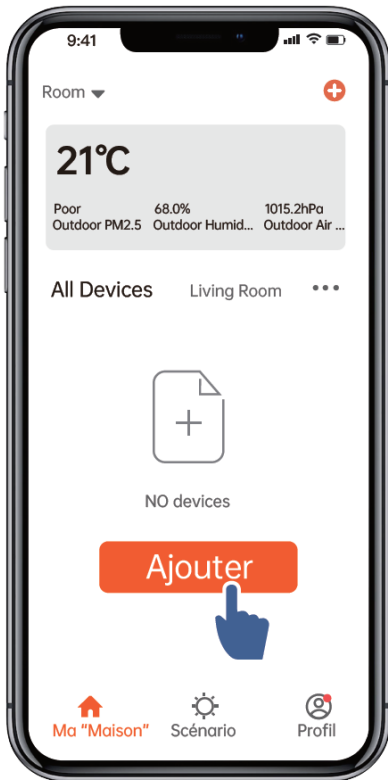 9:41
Room
21°C
Poor 68.0% 1015.2hPa
Outdoor PM2.5 Outdoor Humid... Outdoor Air ...
All Devices Living Room •••
NO devices
Ajouter
Ma "Maison" Scénario Profil